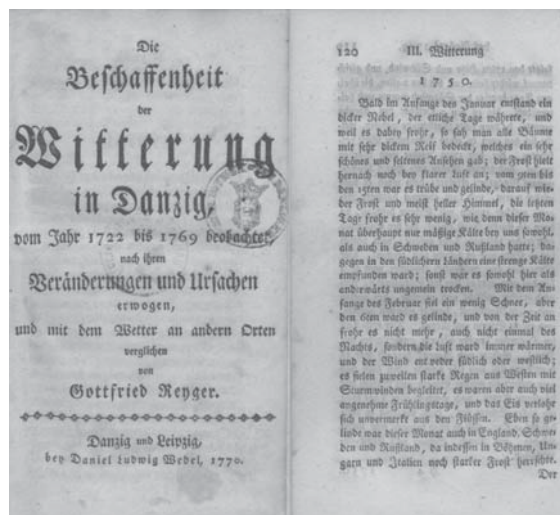 Die
Beschaffenheit
der
Witterung
in Danzig,
vom Jahr 1722 bis 1769 beobachtet,
nach ihren
Veränderungen und Ursachen
erwogen,
und mit dem Wetter an andern Orten
verglichen
von
Gottfried Reyger.
Danzig und Leipzig,
bey Daniel Ludwig Wedel, 1770.
120 III. Witterung
1750.
Bald im Anfange des Januar entstand ein
dicker Nebel, der etliche Tage währete, und
weil es dabey frohr, so sah man alle Bäume
mit sehr dickem Reif bedeckt, welches ein sehr
schönes und seltenes Ansehen gab; der Frost hielt
hernach noch bey klarer Luft an; vom 9ten bis
den 15ten war es trübe und gelinde, darauf wieder
der Frost und meist heller Himmel, die letzten
Tage frohr es sehr wenig, wie denn dieser Mo-
nat überhaupt nur mäßige Kälte bey uns sowohl,
als auch in Schweden und Rußland hatte; da-
gegen in den südlichern Ländern eine strenge Kälte
empfunden ward; sonst war es sowohl hier als
anderwärts ungemein trocken. Mit dem An-
fange des Februar fiel ein wenig Schnee, aber
den 6ten ward es gelinde, und von der Zeit an
frohr es nicht mehr, auch nicht einmal des
Nachts, sondern die Luft ward immer wärmer,
und der Wind entweder südlich oder westlich;
es fielen zuweilen starke Regen aus Westen mit
Sturmwinden begleitet, es waren aber auch viel
angenehme Frühlingstage, und das Eis verlohr
sich unvermerkt aus den Flüssen. Eben so ge-
linde war dieser Monat auch in England, Schwe-
den und Rußland, da indessen in Böhmen, Un-
garn und Italien noch starker Frost herrschte.
Der